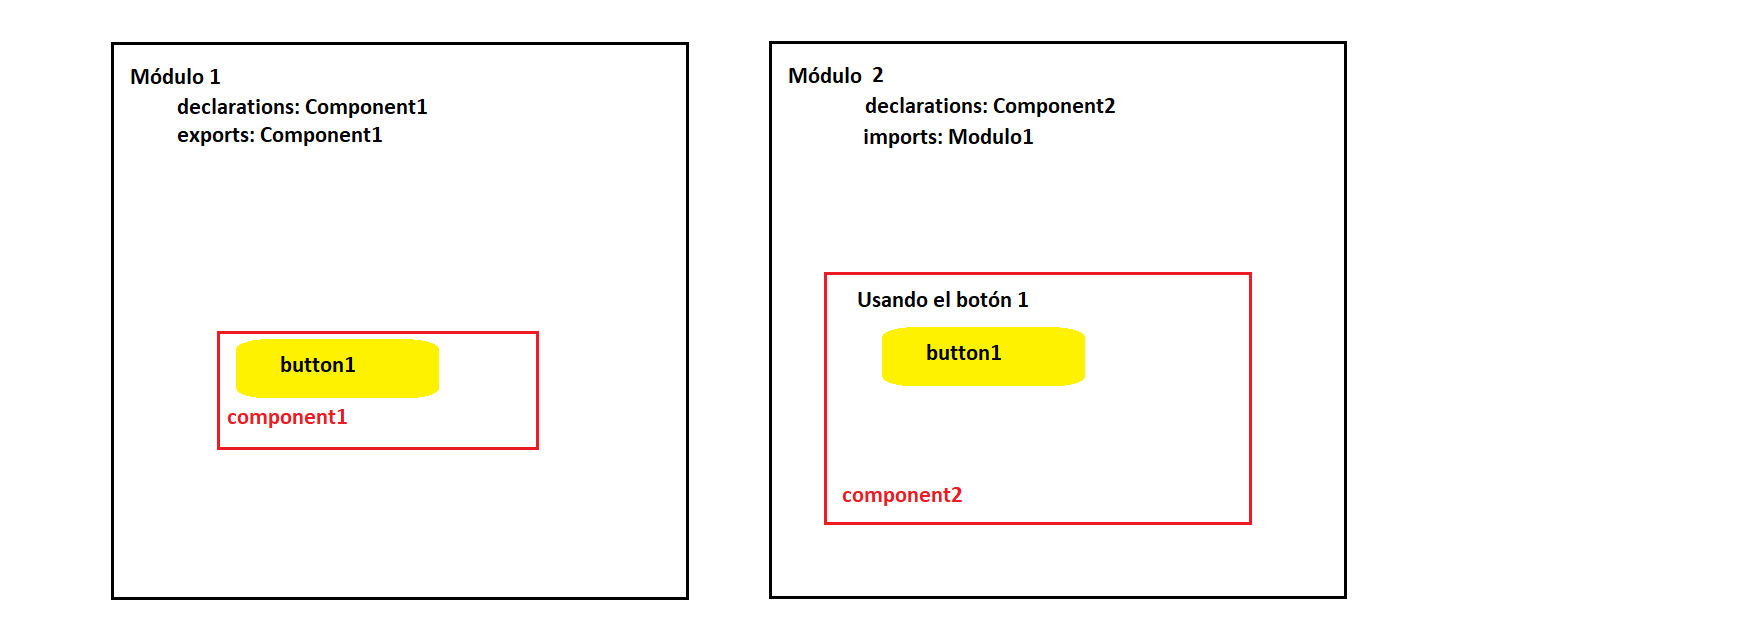 Módulo 1
declarations: Component1
exports: Component1
button1
component1
Módulo 2
declarations: Component2
imports: Modulo1
Usando el botón 1
button1
component2